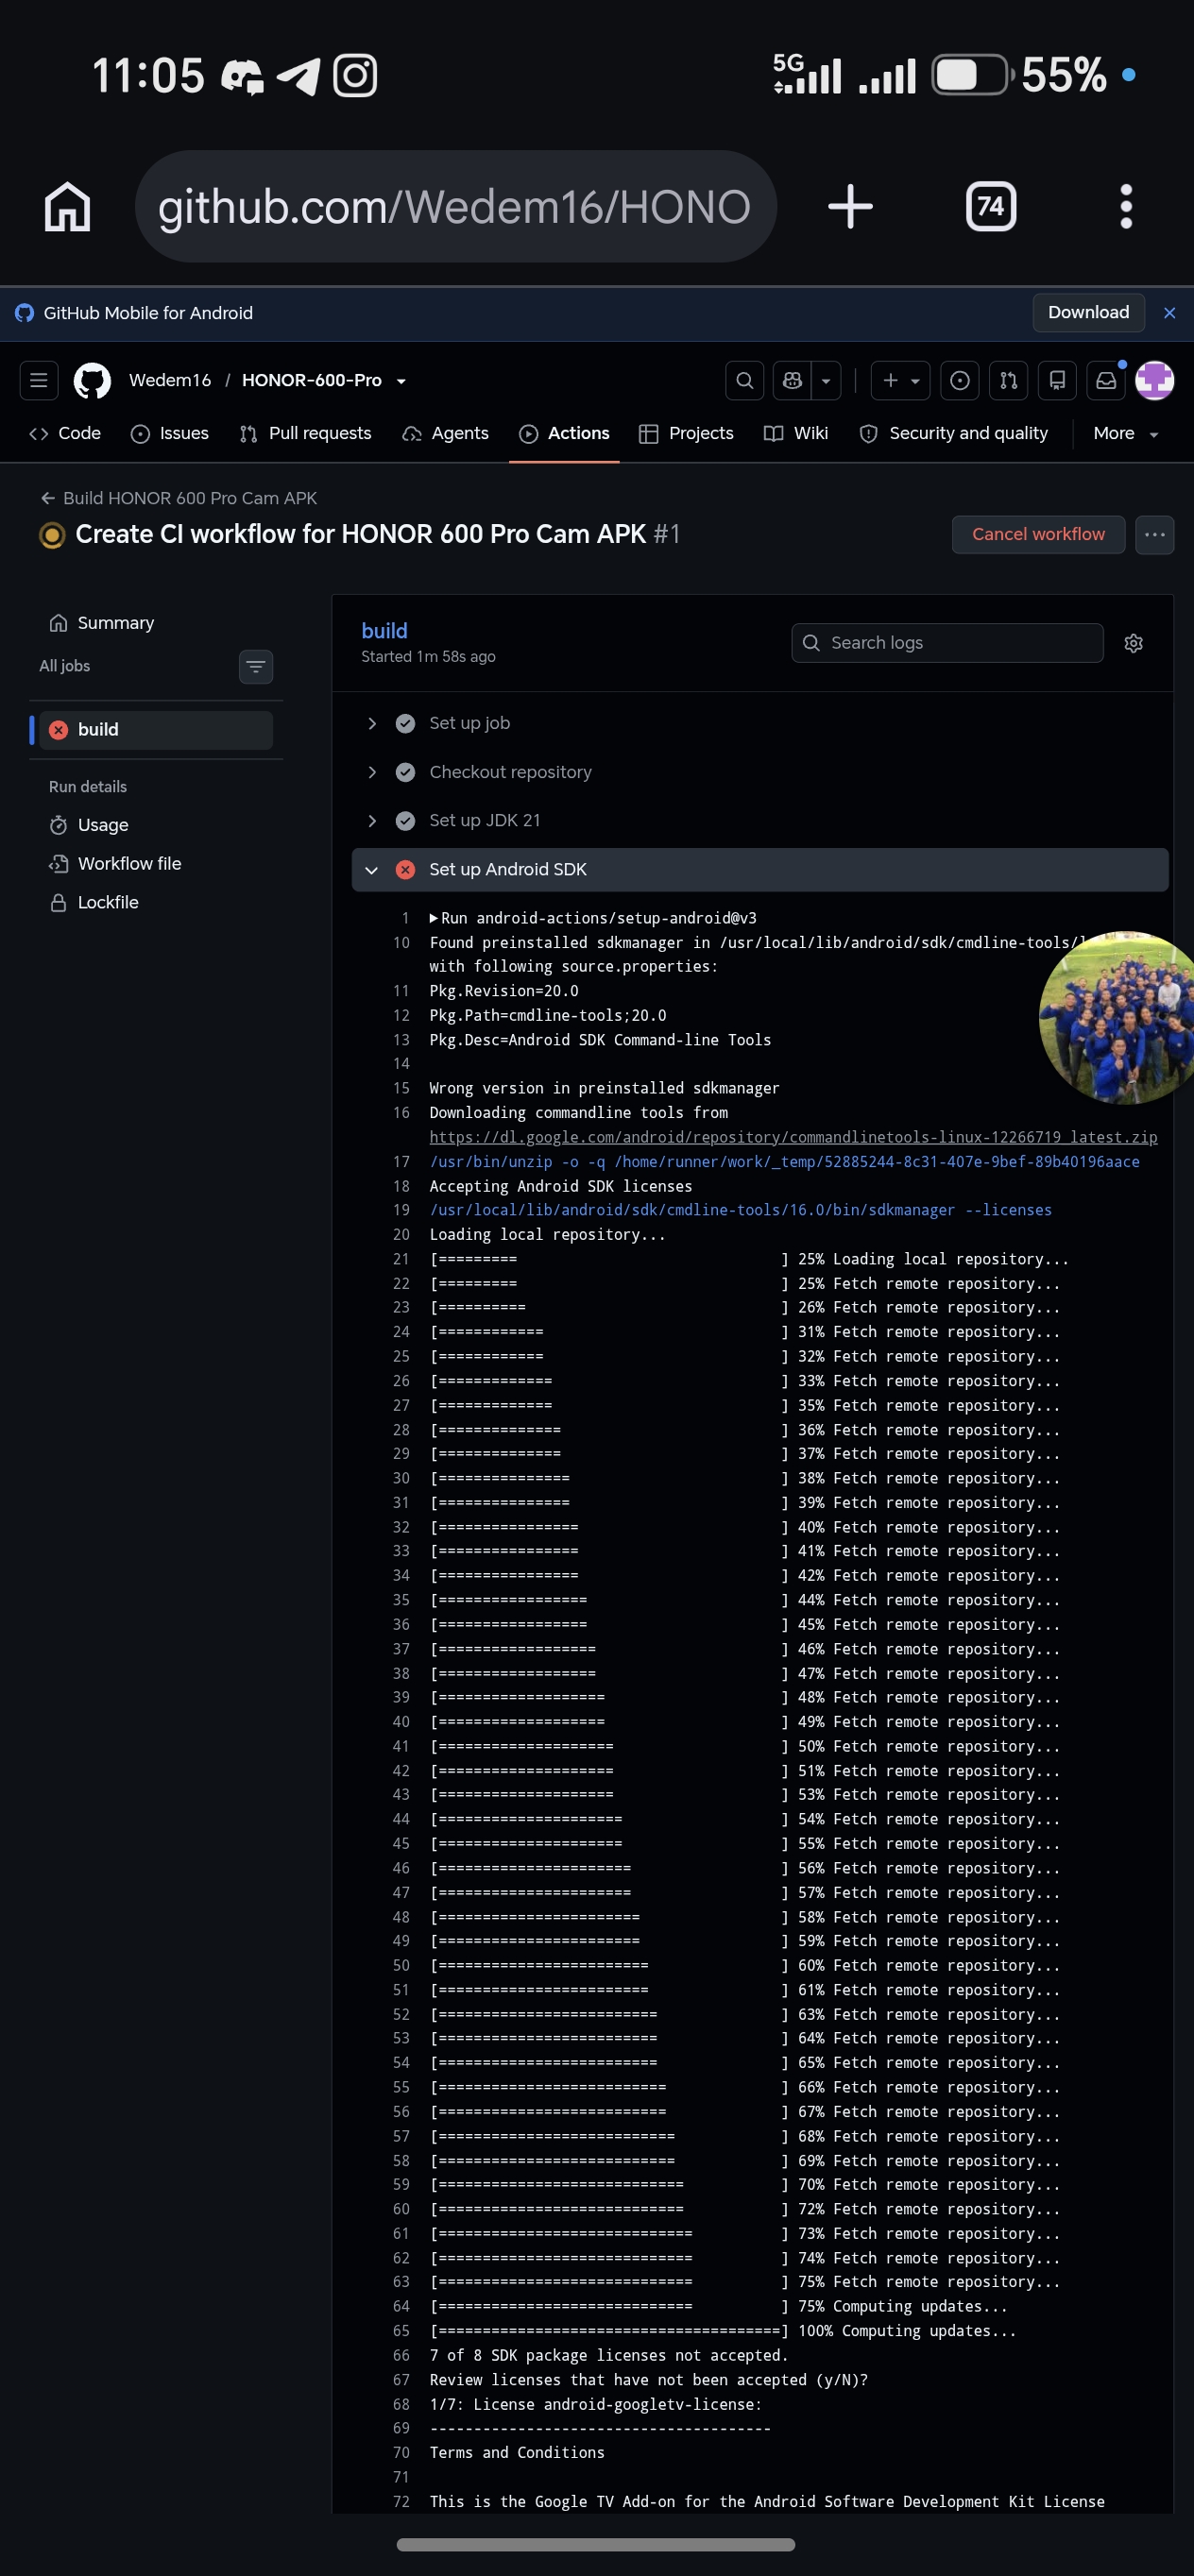 11:05
5G
55%
github.com/Wedem16/HONO
74
GitHub Mobile for Android
Download
Wedem16 / HONOR-600-Pro
Code
Issues
Pull requests
Agents
Actions
Projects
Wiki
Security and quality
More
Build HONOR 600 Pro Cam APK
Create CI workflow for HONOR 600 Pro Cam APK #1
Cancel workflow
Summary
All jobs
build
Run details
Usage
Workflow file
Lockfile
build
Started 1m 58s ago
Search logs
Set up job
Checkout repository
Set up JDK 21
Set up Android SDK
1 Run android-actions/setup-android@v3
10 Found preinstalled sdkmanager in /usr/local/lib/android/sdk/cmdline-tools/
with following source.properties:
11 Pkg.Revision=20.0
12 Pkg.Path=cmdline-tools;20.0
13 Pkg.Desc=Android SDK Command-line Tools
14
15 Wrong version in preinstalled sdkmanager
16 Downloading commandline tools from
https://dl.google.com/android/repository/commandlinetools-linux-12266719_latest.zip
17 /usr/bin/unzip -o -q /home/runner/work/_temp/52885244-8c31-407e-9bef-89b40196aace
18 Accepting Android SDK licenses
19 /usr/local/lib/android/sdk/cmdline-tools/16.0/bin/sdkmanager --licenses
20 Loading local repository...
21 [========= ] 25% Loading local repository...
22 [========= ] 25% Fetch remote repository...
23 [========== ] 26% Fetch remote repository...
24 [============ ] 31% Fetch remote repository...
25 [============ ] 32% Fetch remote repository...
26 [============= ] 33% Fetch remote repository...
27 [============= ] 35% Fetch remote repository...
28 [============== ] 36% Fetch remote repository...
29 [============== ] 37% Fetch remote repository...
30 [=============== ] 38% Fetch remote repository...
31 [=============== ] 39% Fetch remote repository...
32 [================ ] 40% Fetch remote repository...
33 [================ ] 41% Fetch remote repository...
34 [================ ] 42% Fetch remote repository...
35 [================= ] 44% Fetch remote repository...
36 [================= ] 45% Fetch remote repository...
37 [================== ] 46% Fetch remote repository...
38 [================== ] 47% Fetch remote repository...
39 [=================== ] 48% Fetch remote repository...
40 [=================== ] 49% Fetch remote repository...
41 [==================== ] 50% Fetch remote repository...
42 [==================== ] 51% Fetch remote repository...
43 [==================== ] 53% Fetch remote repository...
44 [===================== ] 54% Fetch remote repository...
45 [===================== ] 55% Fetch remote repository...
46 [====================== ] 56% Fetch remote repository...
47 [====================== ] 57% Fetch remote repository...
48 [======================= ] 58% Fetch remote repository...
49 [======================= ] 59% Fetch remote repository...
50 [======================== ] 60% Fetch remote repository...
51 [======================== ] 61% Fetch remote repository...
52 [========================= ] 63% Fetch remote repository...
53 [========================= ] 64% Fetch remote repository...
54 [========================= ] 65% Fetch remote repository...
55 [========================== ] 66% Fetch remote repository...
56 [========================== ] 67% Fetch remote repository...
57 [=========================== ] 68% Fetch remote repository...
58 [=========================== ] 69% Fetch remote repository...
59 [============================ ] 70% Fetch remote repository...
60 [============================ ] 72% Fetch remote repository...
61 [============================= ] 73% Fetch remote repository...
62 [============================= ] 74% Fetch remote repository...
63 [============================= ] 75% Fetch remote repository...
64 [============================= ] 75% Computing updates...
65 [=======================================] 100% Computing updates...
66 7 of 8 SDK package licenses not accepted.
67 Review licenses that have not been accepted (y/N)?
68 1/7: License android-googletv-license:
69 ---------------------------------------
70 Terms and Conditions
71
72 This is the Google TV Add-on for the Android Software Development Kit License